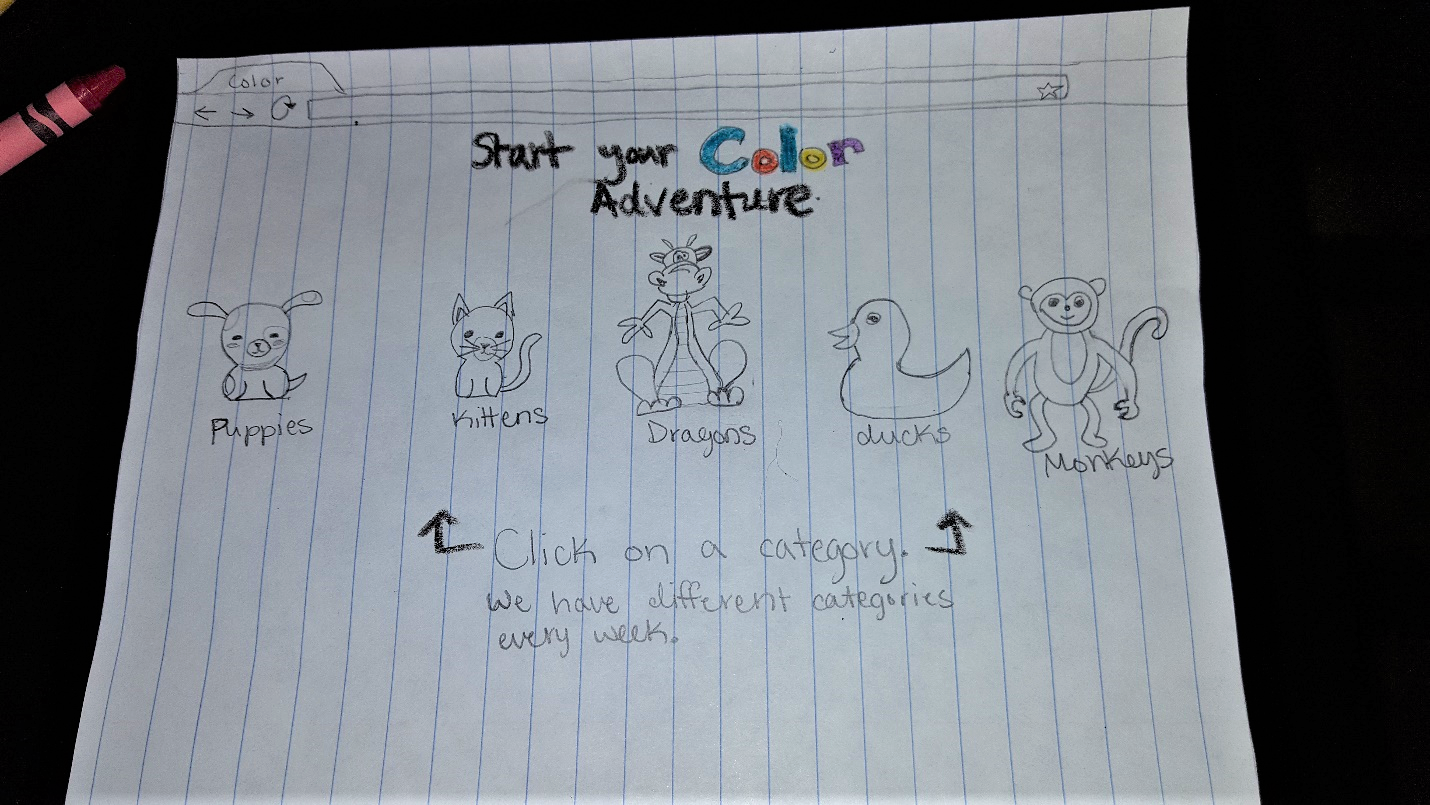 Color
Start your Color
Adventure.
Puppies
Kittens
Dragons
ducks
Monkeys
Click on a category.
We have different categories
every week.